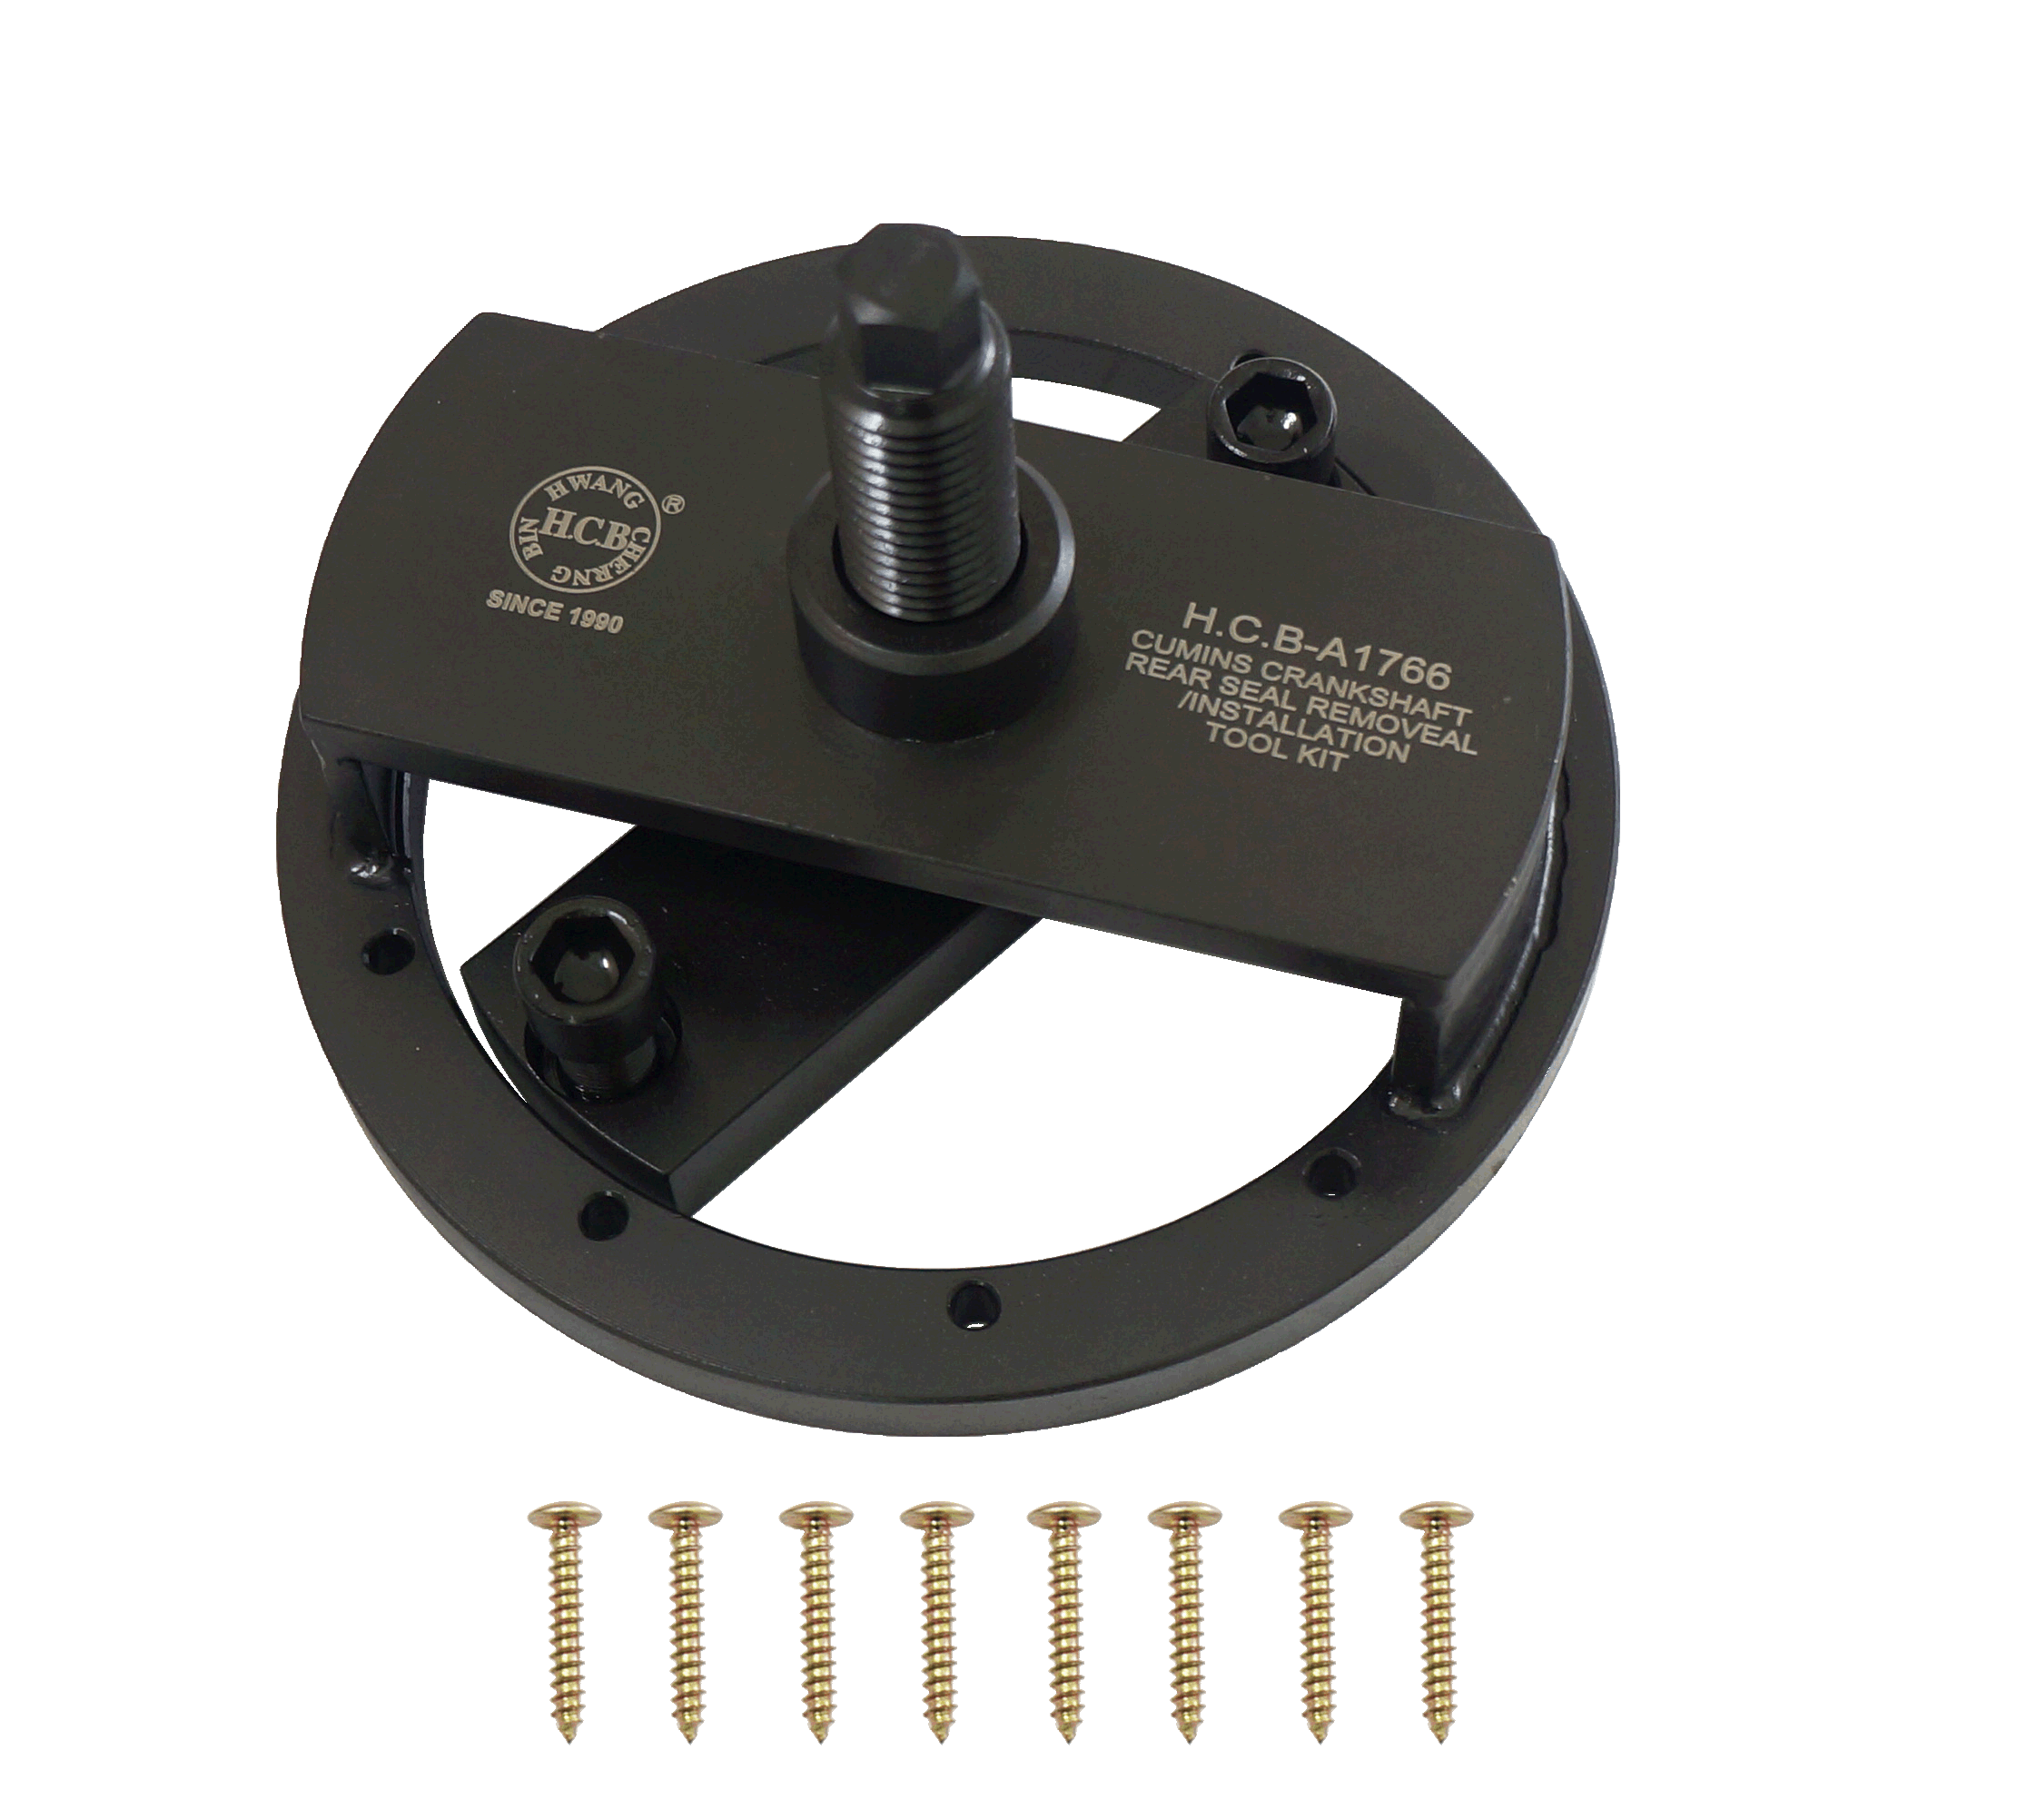 HWANG CHERNG BIN
H.C.B
®
SINCE 1990
H.C.B-A1766
CUMINS CRANKSHAFT
REAR SEAL REMOVEAL
/INSTALLATION
TOOL KIT